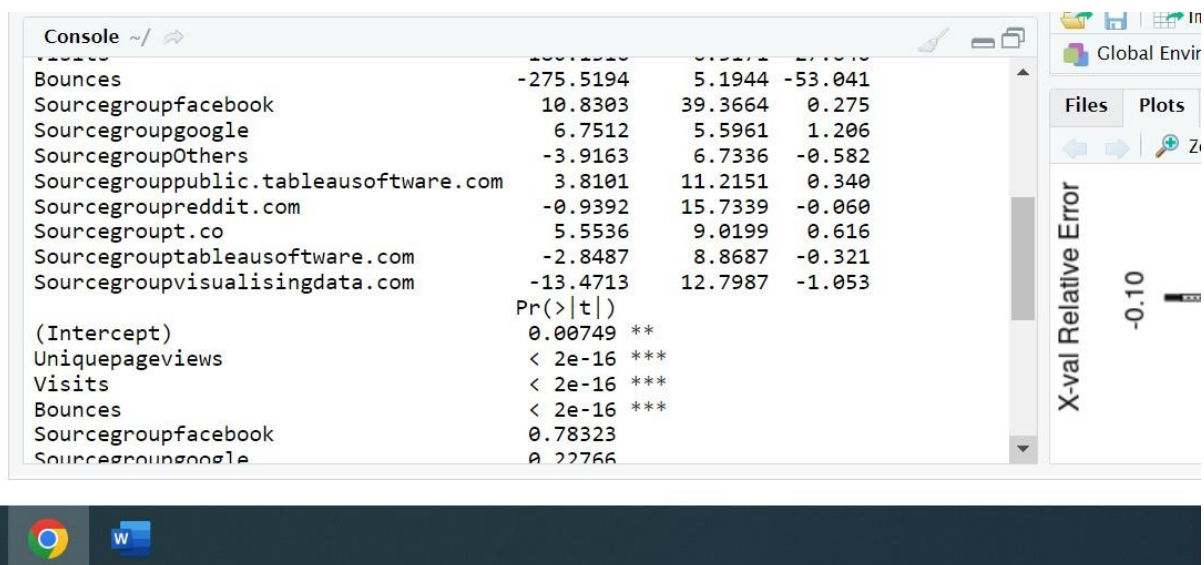 Console ~/
Bounces -275.5194 5.1944 -53.041
Sourcegroupfacebook 10.8303 39.3664 0.275
Sourcegroupgoogle 6.7512 5.5961 1.206
SourcegroupOthers -3.9163 6.7336 -0.582
Sourcegrouppublic.tableausoftware.com 3.8101 11.2151 0.340
Sourcegroupreddit.com -0.9392 15.7339 -0.060
Sourcegroupt.co 5.5536 9.0199 0.616
Sourcegrouptableausoftware.com -2.8487 8.8687 -0.321
Sourcegroupvisualisingdata.com -13.4713 12.7987 -1.053
Pr(>|t|)
(Intercept) 0.00749 **
Uniquepageviews < 2e-16 ***
Visits < 2e-16 ***
Bounces < 2e-16 ***
Sourcegroupfacebook 0.78323
Sourcegroupgoogle 0.22766
Global Envir
Files Plots
X-val Relative Error
-0.10
W